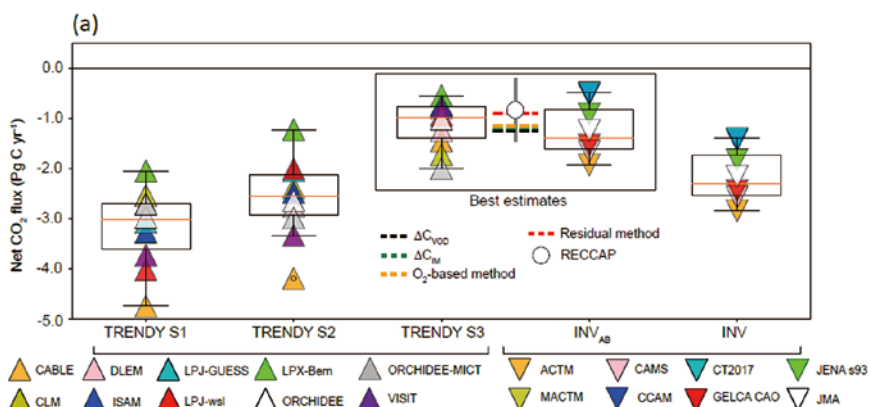 (a)
Net CO₂ flux (Pg C yr⁻¹)
0.0
-1.0
-2.0
-3.0
-4.0
-5.0
Best estimates
ΔC_VOD
ΔC_IM
O₂-based method
Residual method
RECCAP
TRENDY S1 TRENDY S2 TRENDY S3 INV_AB INV
CABLE DLEM LPJ-GUESS LPX-Bern ORCHIDEE-MICT ACTM CAMS CT2017 JENA s93
CLM ISAM LPJ-wsl ORCHIDEE VISIT MACTM CCAM GELCA CAO JMA